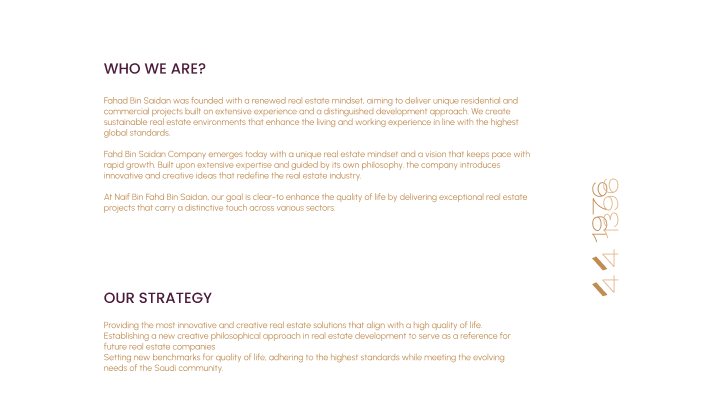 WHO WE ARE?
Fahad Bin Saidan was founded with a renewed real estate mindset, aiming to deliver unique residential and
commercial projects built on extensive experience and a distinguished development approach. We create
sustainable real estate environments that enhance the living and working experience in line with the highest
global standards.
Fahd Bin Saidan Company emerges today with a unique real estate mindset and a vision that keeps pace with
rapid growth. Built upon extensive expertise and guided by its own philosophy, the company introduces
innovative and creative ideas that redefine the real estate industry.
At Naif Bin Fahd Bin Saidan, our goal is clear-to enhance the quality of life by delivering exceptional real estate
projects that carry a distinctive touch across various sectors.
1976
1396
OUR STRATEGY
Providing the most innovative and creative real estate solutions that align with a high quality of life.
Establishing a new creative philosophical approach in real estate development to serve as a reference for
future real estate companies
Setting new benchmarks for quality of life, adhering to the highest standards while meeting the evolving
needs of the Saudi community.